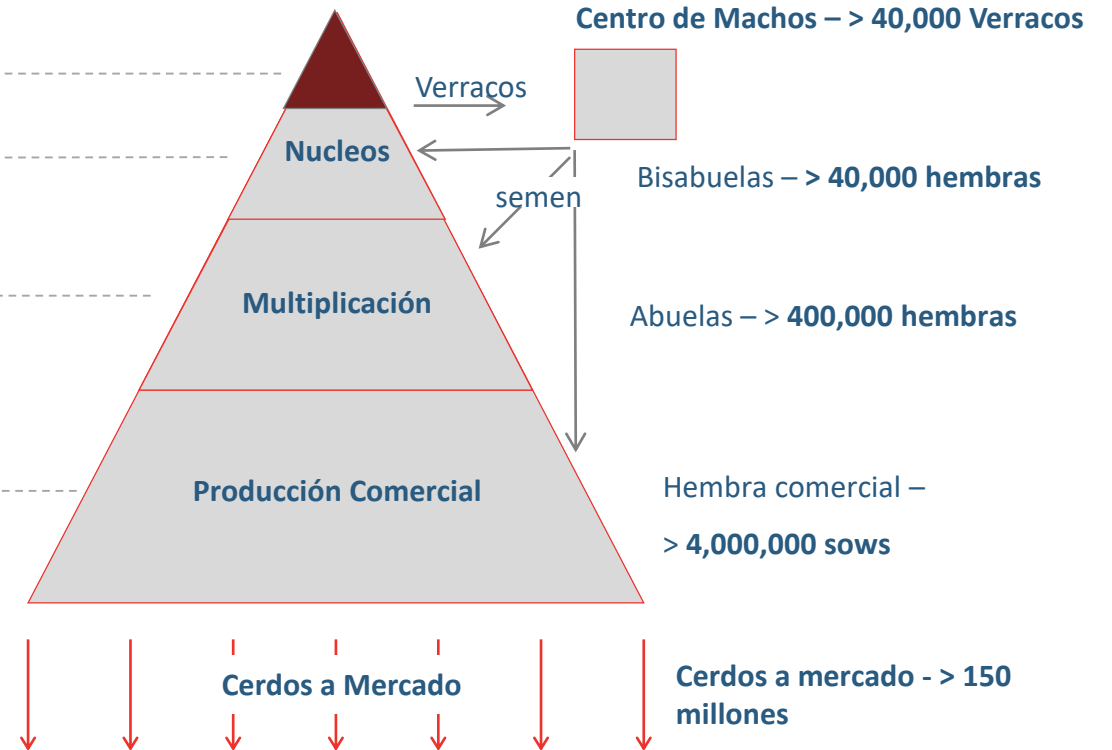 Centro de Machos – > 40,000 Verracos
Verracos
Nucleos
semen
Bisabuelas – > 40,000 hembras
Multiplicación
Abuelas – > 400,000 hembras
Producción Comercial
Hembra comercial –
> 4,000,000 sows
Cerdos a Mercado
Cerdos a mercado - > 150
millones